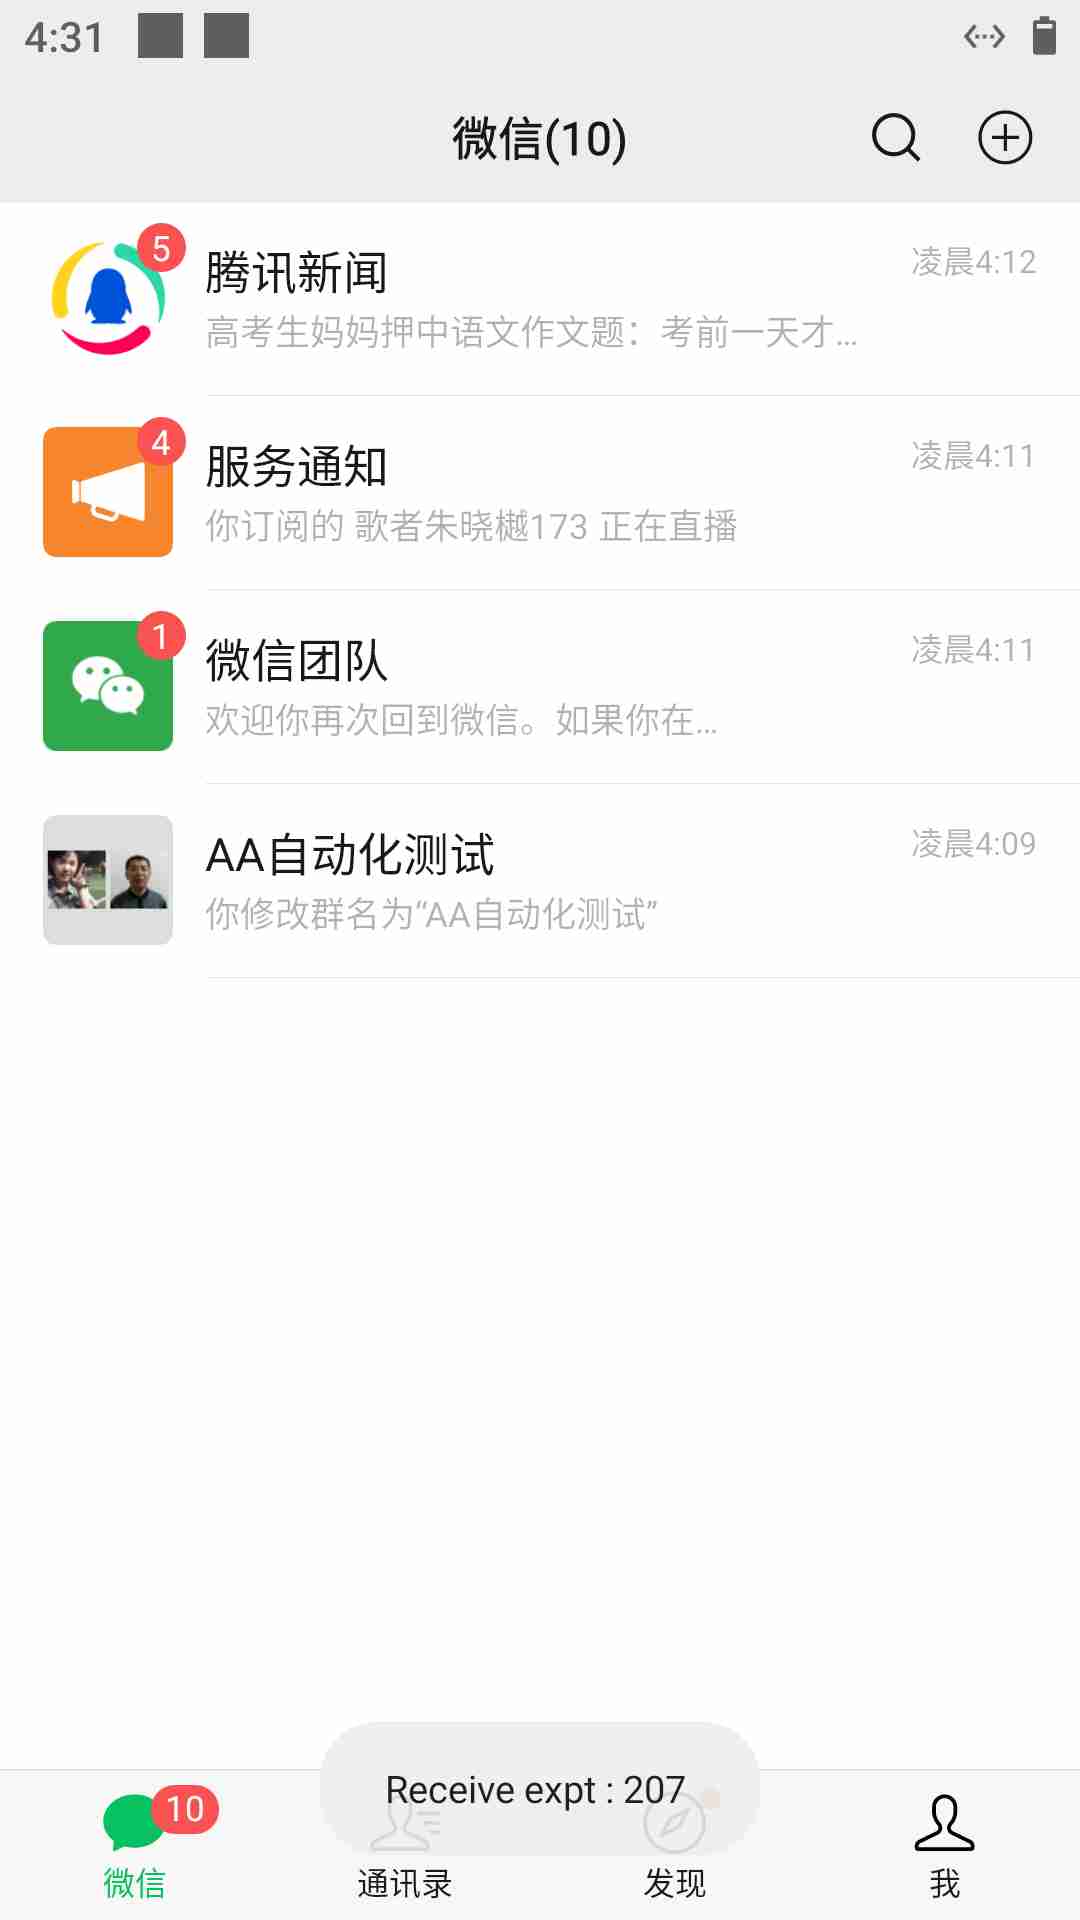 4:31
微信(10)
5
腾讯新闻
凌晨4:12
高考生妈妈押中语文作文题：考前一天才...
4
服务通知
凌晨4:11
你订阅的 歌者朱晓樾173 正在直播
1
微信团队
凌晨4:11
欢迎你再次回到微信。如果你在...
AA自动化测试
凌晨4:09
你修改群名为“AA自动化测试”
Receive expt : 207
10
微信
通讯录
发现
我